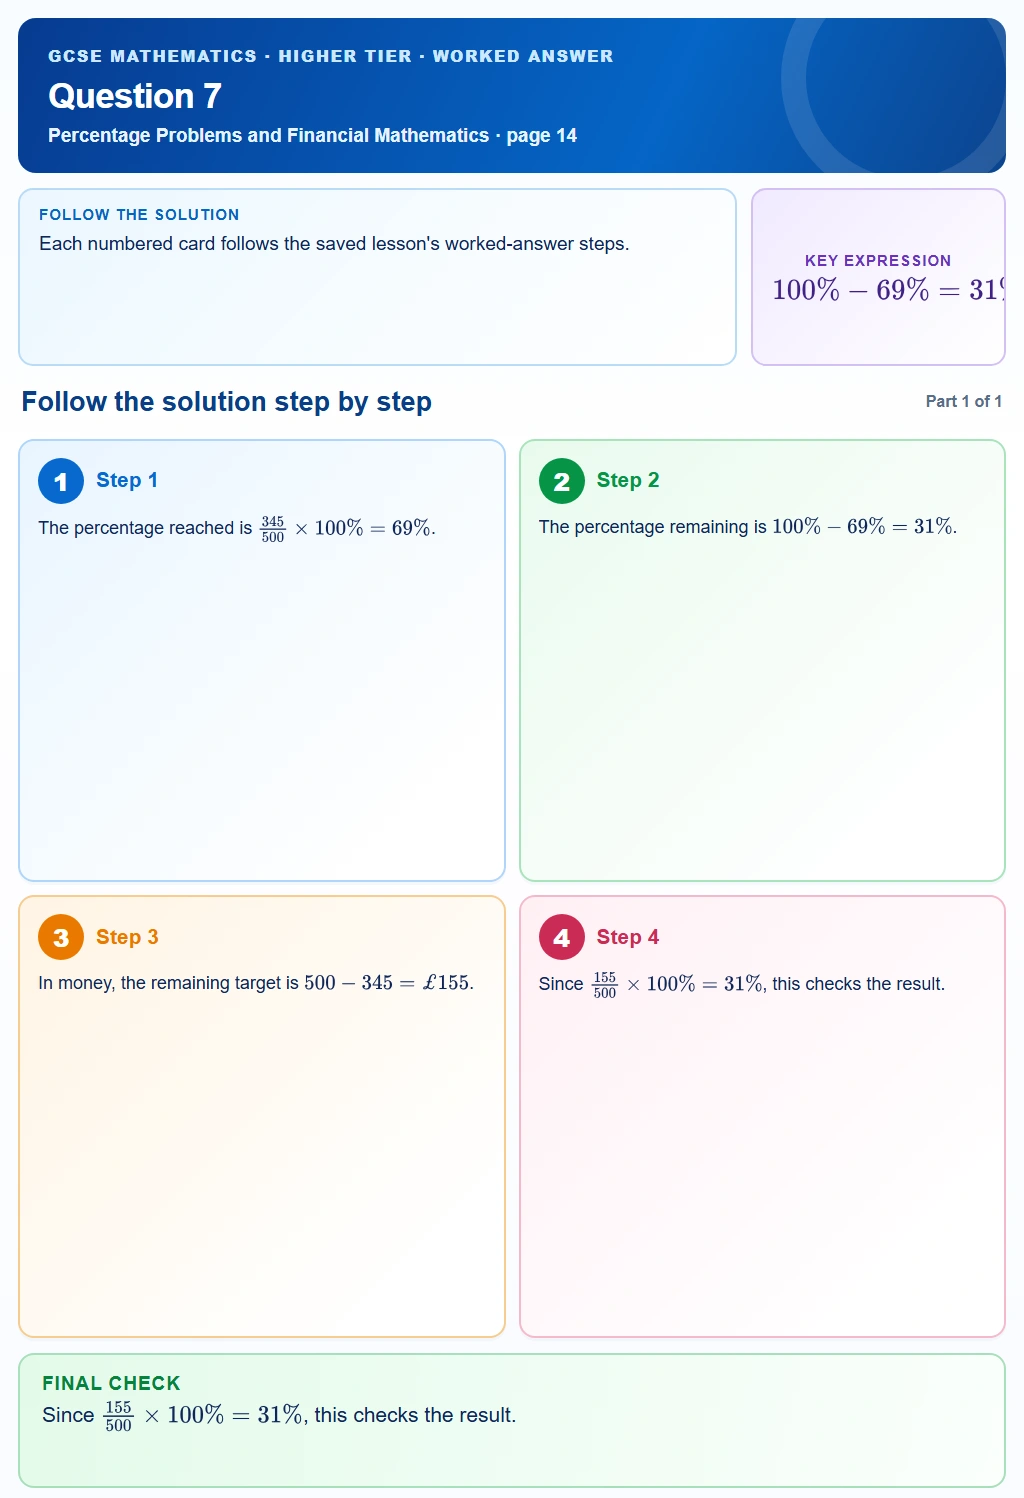 GCSE MATHEMATICS · HIGHER TIER · WORKED ANSWER
Question 7
Percentage Problems and Financial Mathematics · page 14
FOLLOW THE SOLUTION
Each numbered card follows the saved lesson's worked-answer steps.
KEY EXPRESSION
100% − 69% = 31%
Follow the solution step by step
Part 1 of 1
1 Step 1
The percentage reached is 345/500 × 100% = 69%.
2 Step 2
The percentage remaining is 100% − 69% = 31%.
3 Step 3
In money, the remaining target is 500 − 345 = £155.
4 Step 4
Since 155/500 × 100% = 31%, this checks the result.
FINAL CHECK
Since 155/500 × 100% = 31%, this checks the result.